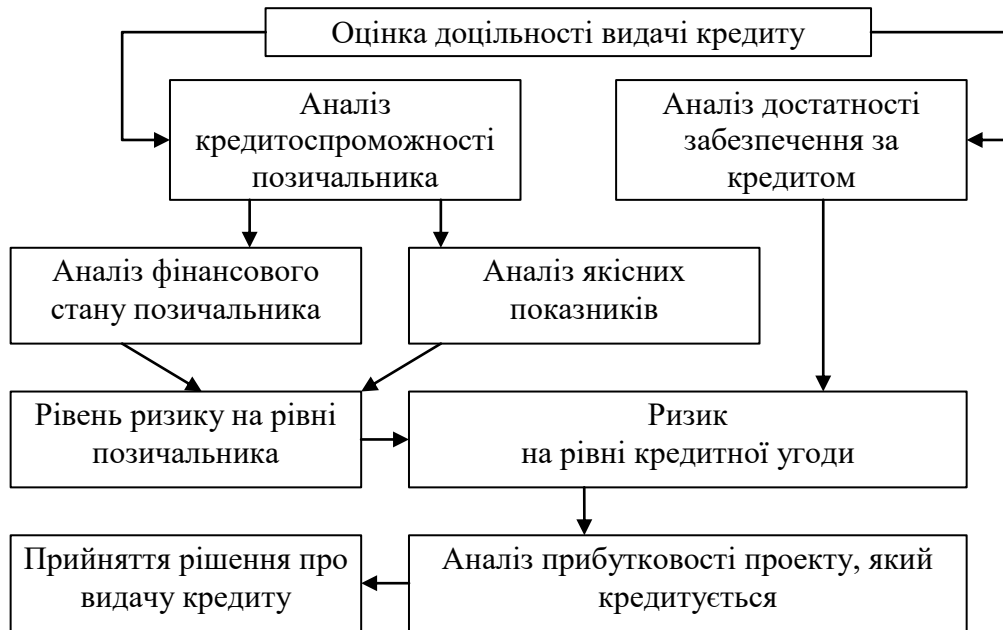 Оцінка доцільності видачі кредиту
Аналіз
кредитоспроможності
позичальника
Аналіз достатності
забезпечення за
кредитом
Аналіз фінансового
стану позичальника
Аналіз якісних
показників
Рівень ризику на рівні
позичальника
Ризик
на рівні кредитної угоди
Прийняття рішення про
видачу кредиту
Аналіз прибутковості проекту, який
кредитується